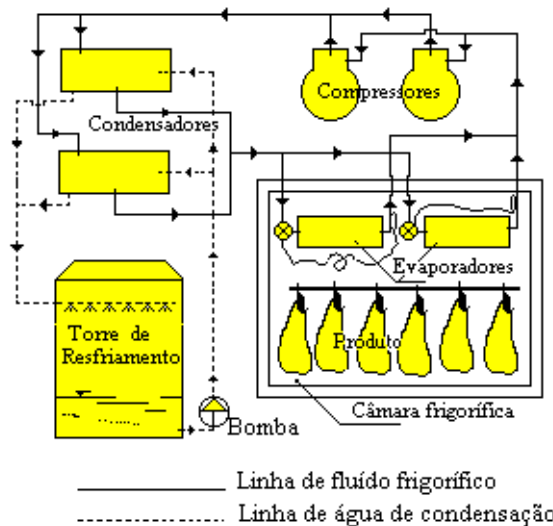 Compressores
Condensadores
Evaporadores
Torre de
Resfriamento
Produto
Câmara frigorífica
Bomba
Linha de fluído frigorífico
Linha de água de condensação